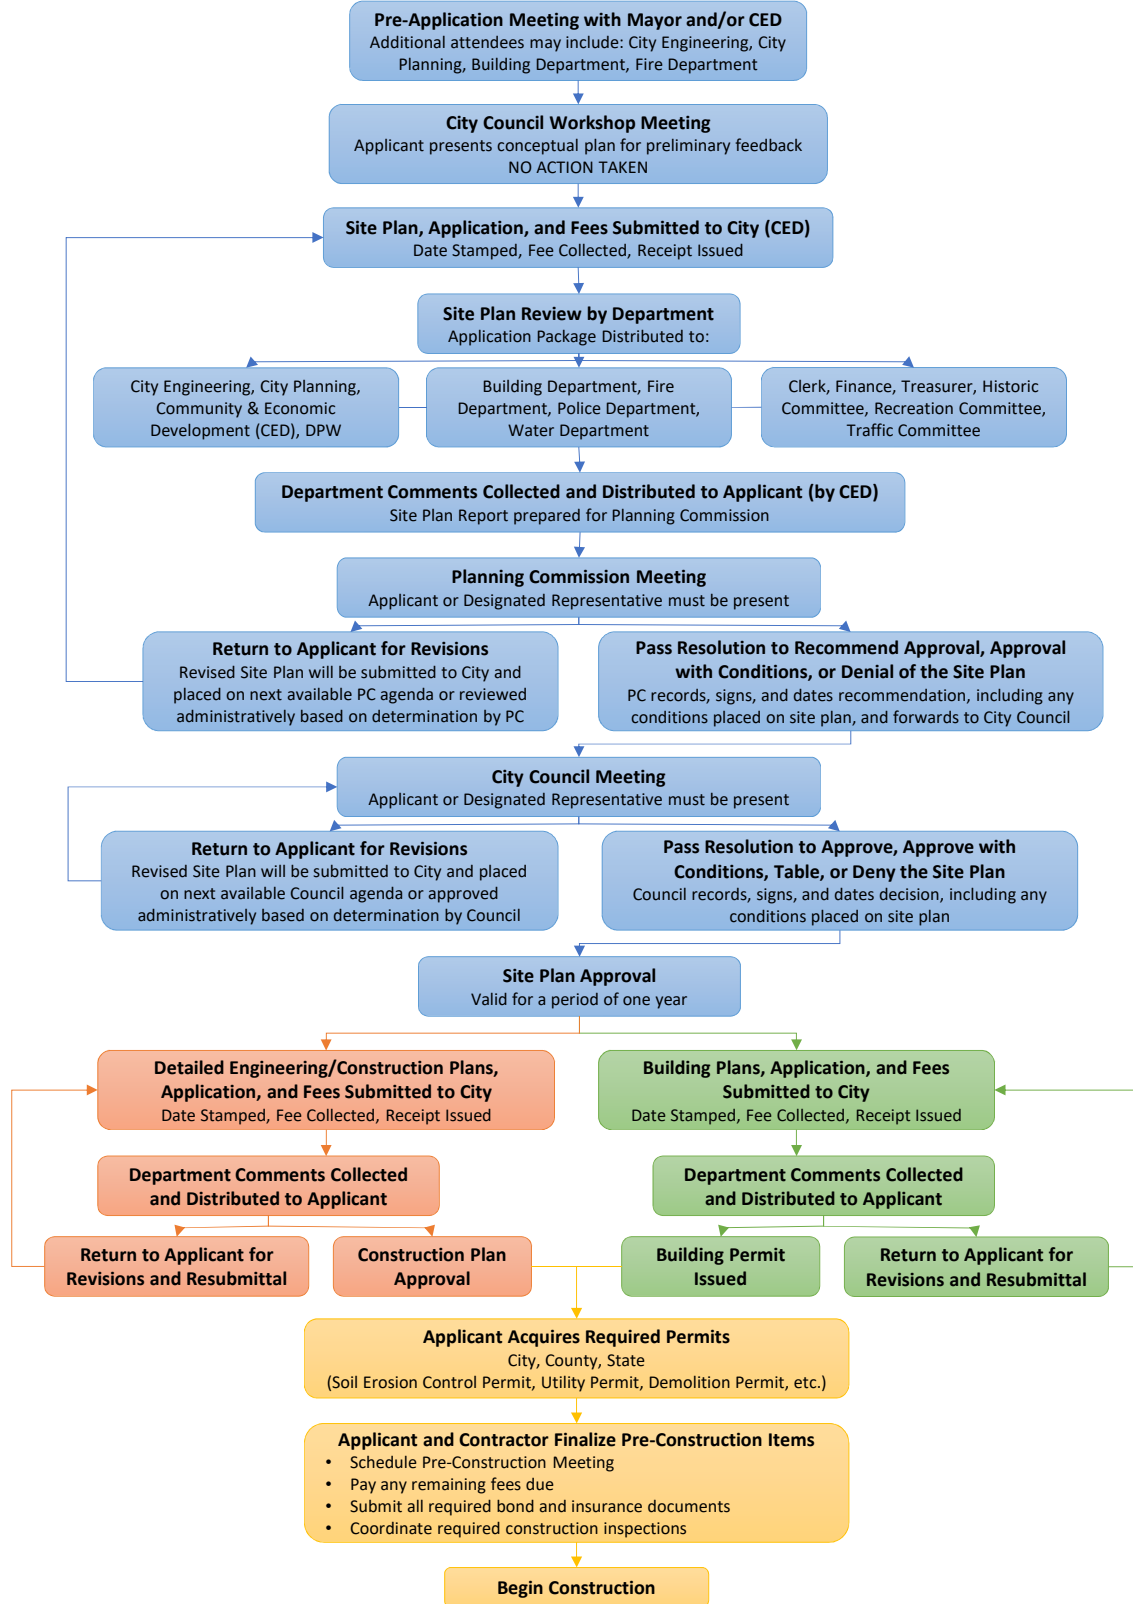 Pre-Application Meeting with Mayor and/or CED
Additional attendees may include: City Engineering, City
Planning, Building Department, Fire Department
City Council Workshop Meeting
Applicant presents conceptual plan for preliminary feedback
NO ACTION TAKEN
Site Plan, Application, and Fees Submitted to City (CED)
Date Stamped, Fee Collected, Receipt Issued
Site Plan Review by Department
Application Package Distributed to:
City Engineering, City Planning,
Community & Economic
Development (CED), DPW
Building Department, Fire
Department, Police Department,
Water Department
Clerk, Finance, Treasurer, Historic
Committee, Recreation Committee,
Traffic Committee
Department Comments Collected and Distributed to Applicant (by CED)
Site Plan Report prepared for Planning Commission
Planning Commission Meeting
Applicant or Designated Representative must be present
Return to Applicant for Revisions
Revised Site Plan will be submitted to City and
placed on next available PC agenda or reviewed
administratively based on determination by PC
Pass Resolution to Recommend Approval, Approval
with Conditions, or Denial of the Site Plan
PC records, signs, and dates recommendation, including any
conditions placed on site plan, and forwards to City Council
City Council Meeting
Applicant or Designated Representative must be present
Return to Applicant for Revisions
Revised Site Plan will be submitted to City and placed
on next available Council agenda or approved
administratively based on determination by Council
Pass Resolution to Approve, Approve with
Conditions, Table, or Deny the Site Plan
Council records, signs, and dates decision, including any
conditions placed on site plan
Site Plan Approval
Valid for a period of one year
Detailed Engineering/Construction Plans,
Application, and Fees Submitted to City
Date Stamped, Fee Collected, Receipt Issued
Building Plans, Application, and Fees
Submitted to City
Date Stamped, Fee Collected, Receipt Issued
Department Comments Collected
and Distributed to Applicant
Department Comments Collected
and Distributed to Applicant
Return to Applicant for
Revisions and Resubmittal
Construction Plan
Approval
Building Permit
Issued
Return to Applicant for
Revisions and Resubmittal
Applicant Acquires Required Permits
City, County, State
(Soil Erosion Control Permit, Utility Permit, Demolition Permit, etc.)
Applicant and Contractor Finalize Pre-Construction Items
• Schedule Pre-Construction Meeting
• Pay any remaining fees due
• Submit all required bond and insurance documents
• Coordinate required construction inspections
Begin Construction